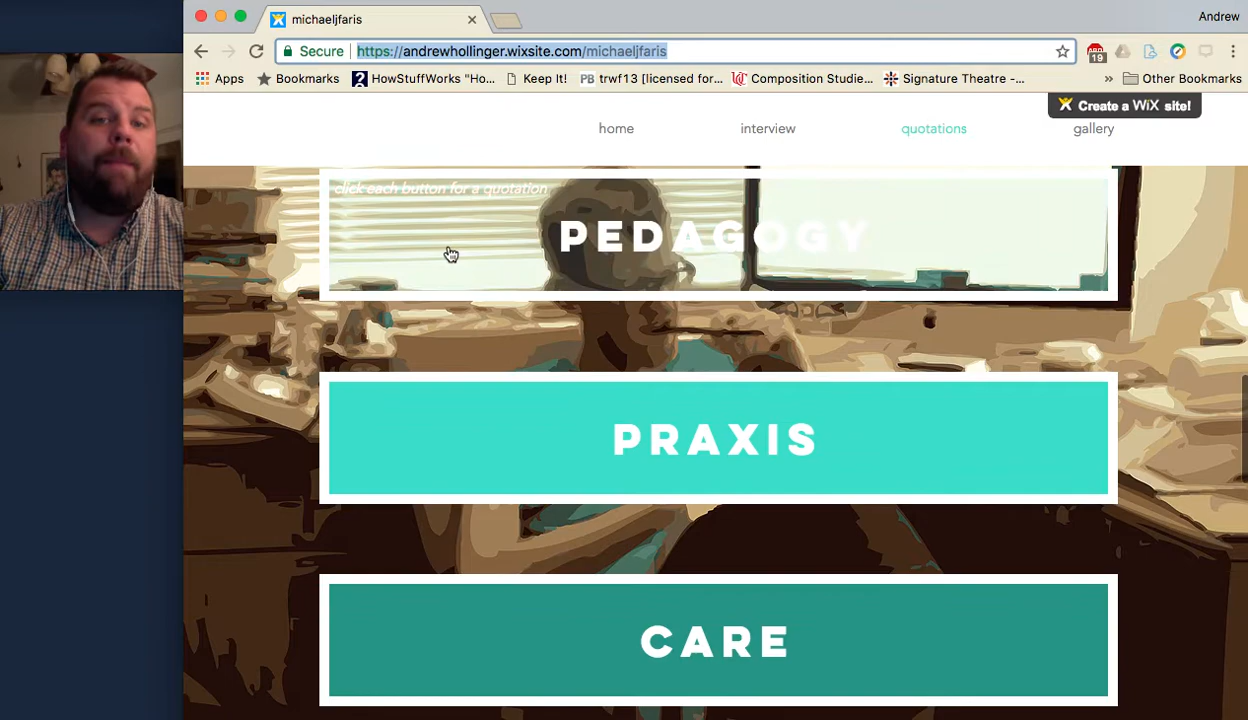 michaeljfaris
Andrew
Secure
https://andrewhollinger.wixsite.com/michaeljfaris
19
Apps
Bookmarks
HowStuffWorks "Ho...
Keep It!
PB trwf13 [licensed for...
Composition Studie...
Signature Theatre -...
»
Other Bookmarks
Create a WiX site!
home
interview
quotations
gallery
click each button for a quotation
PEDAGOGY
PRAXIS
CARE